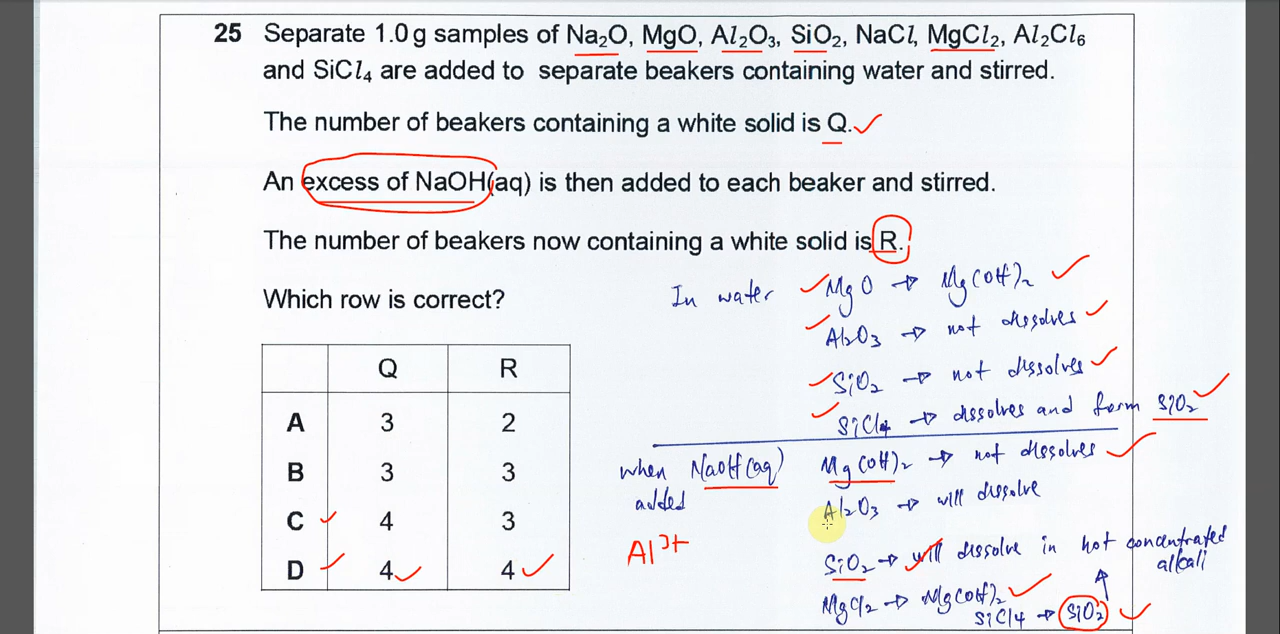 25 Separate 1.0 g samples of Na₂O, MgO, Al₂O₃, SiO₂, NaCl, MgCl₂, Al₂Cl₆
and SiCl₄ are added to separate beakers containing water and stirred.
The number of beakers containing a white solid is Q. ✓
An excess of NaOH(aq) is then added to each beaker and stirred.
The number of beakers now containing a white solid is R.
Which row is correct?
Q R
A 3 2
B 3 3
C ✓ 4 3
D ✓ 4 ✓ 4 ✓
In water ✓ MgO → Mg(OH)₂ ✓
✓ Al₂O₃ → not dissolves ✓
✓ SiO₂ → not dissolves ✓
✓ SiCl₄ → dissolves and form SiO₂ ✓
when NaOH(aq) Mg(OH)₂ → not dissolves ✓
added Al₂O₃ → will dissolve
Al³⁺
SiO₂ → will dissolve in hot concentrated
alkali
MgCl₂ → Mg(OH)₂ ✓
SiCl₄ → SiO₂ ✓